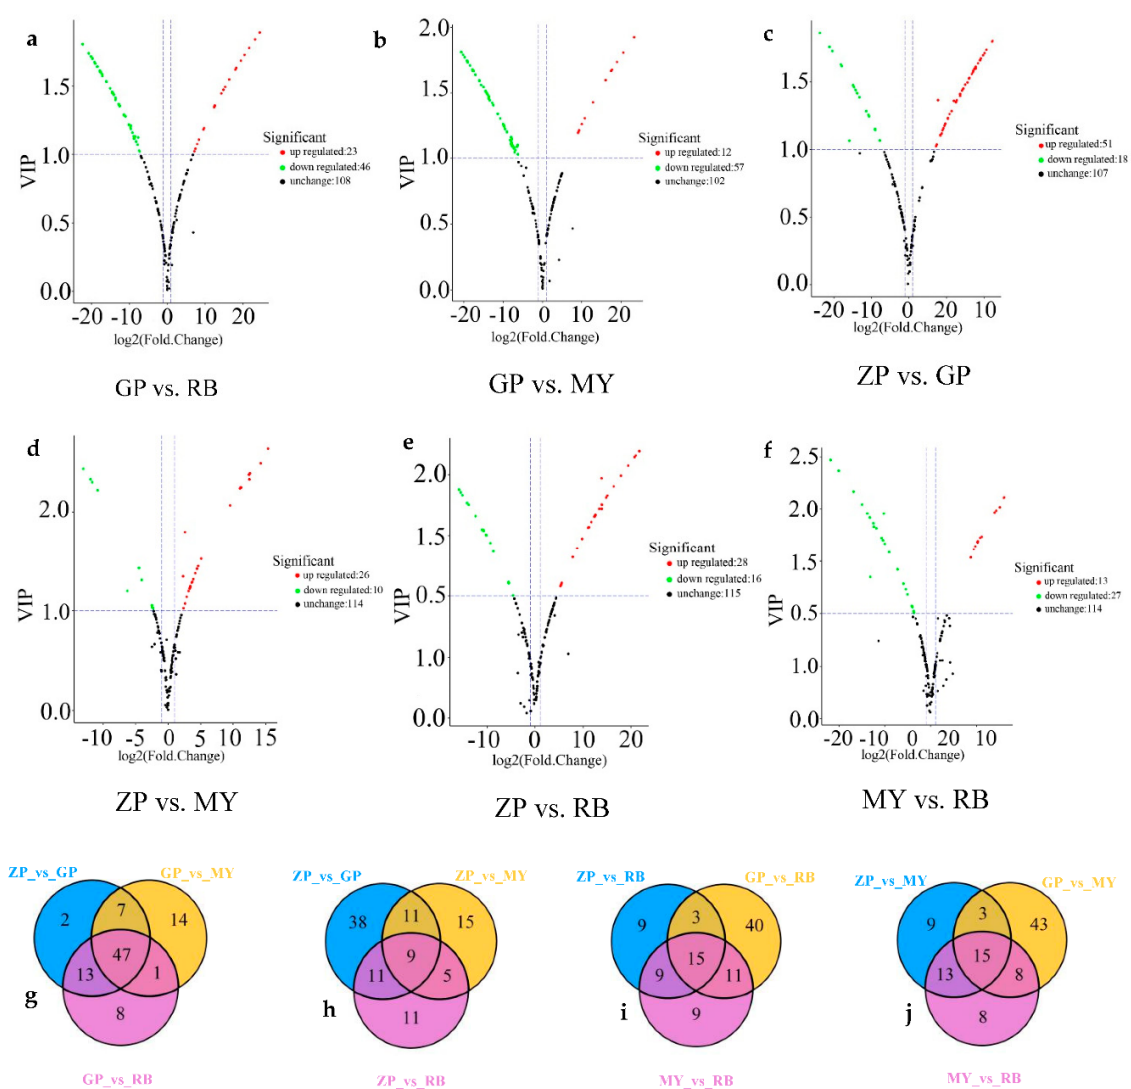 a
VIP
1.5
1.0
0.5
0.0
-20 -10 0 10 20
log2(Fold.Change)
Significant
up regulated:23
down regulated:46
unchange:108
GP vs. RB
b
VIP
2.0
1.5
1.0
0.5
0.0
-20 -10 0 10 20
log2(Fold.Change)
Significant
up regulated:12
down regulated:57
unchange:102
GP vs. MY
c
VIP
1.5
1.0
0.5
0.0
-20 -10 0 20 10
log2(Fold.Change)
Significant
up regulated:51
down regulated:18
unchange:107
ZP vs. GP
d
VIP
2.0
1.0
0.0
-10 -5 0 5 10 15
log2(Fold.Change)
Significant
up regulated:26
down regulated:10
unchange:114
ZP vs. MY
e
VIP
2.0
1.5
0.5
1.0
0.0
-10 0 10 20
log2(Fold.Change)
Significant
up regulated:28
down regulated:16
unchange:115
ZP vs. RB
f
VIP
2.5
2.0
1.5
0.5
1.0
0.0
-20 -10 0 20 10
log2(Fold.Change)
Significant
up regulated:13
down regulated:27
unchange:114
MY vs. RB
ZP_vs_GP
GP_vs_MY
2 7 14
47
13 1
g
8
GP_vs_RB
ZP_vs_GP
ZP_vs_MY
38 11 15
9
11 5
h
11
ZP_vs_RB
ZP_vs_RB
GP_vs_RB
9 3 40
15
9 11
i
9
MY_vs_RB
ZP_vs_MY
GP_vs_MY
9 3 43
15
13 8
j
8
MY_vs_RB